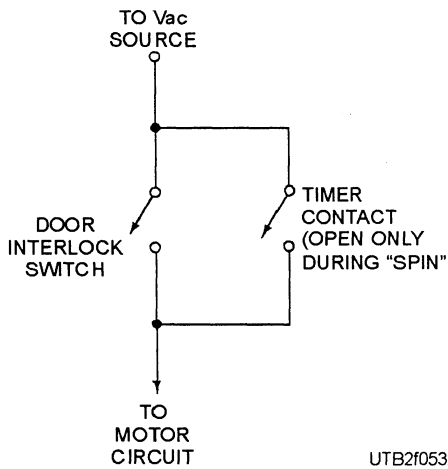 TO Vac
SOURCE
DOOR
INTERLOCK
SWITCH
TIMER
CONTACT
(OPEN ONLY
DURING "SPIN"
TO
MOTOR
CIRCUIT
UTB2f053